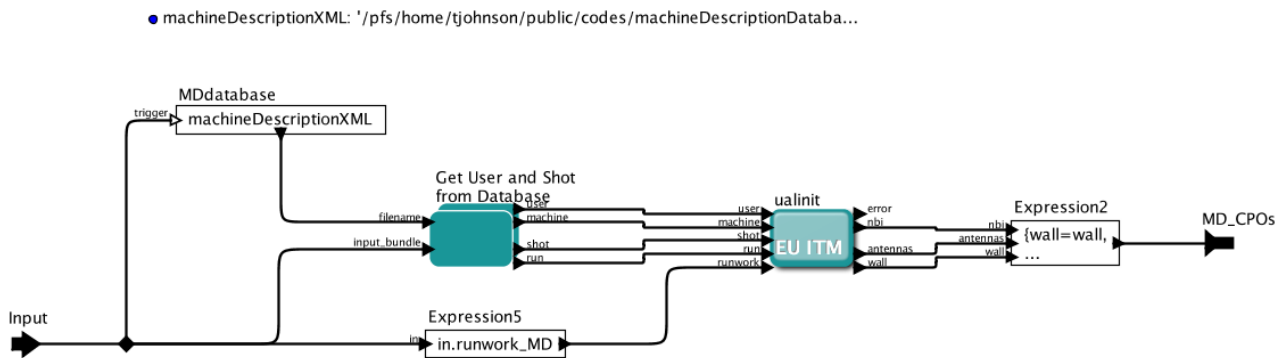 machineDescriptionXML: '/pfs/home/tjohnson/public/codes/machineDescriptionDataba...
MDdatabase
trigger
machineDescriptionXML
Get User and Shot
from Database
filename
input_bundle
user
machine
shot
run
ualinit
user
machine
shot
run
runwork
EU ITM
error
nbi
antennas
wall
Expression2
nbi
antennas
wall
{wall=wall,
...
MD_CPOs
Input
Expression5
in
in.runwork_MD